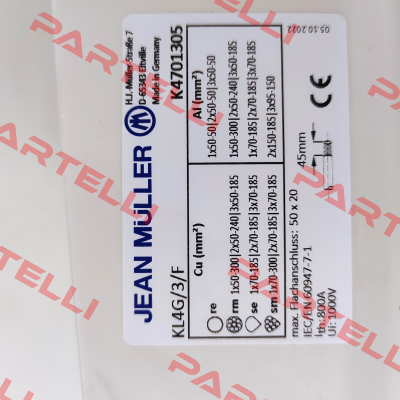 JEAN MÜLLER
H.J.-Müller-Straße 7
D-65343 Eltville
Made in Germany
KL4G/3/F
K4701305
Cu (mm²)
Al (mm²)
re
1x50-50|2x50-50|3x50-50
rm 1x50-300|2x50-240|3x50-185
1x50-300|2x50-240|3x50-185
se 1x70-185|2x70-185|3x70-185
1x70-185|2x70-185|3x70-185
sm 1x70-300|2x70-185|3x70-185
2x150-185|3x95-150
max. Flachanschluss: 50 x 20
IEC/EN 60947-7-1
Ith:800A
Ui: 1000V
45mm
CE
05.10.2022
PARTELLI
PARTELLI
PARTELLI
PARTELLI